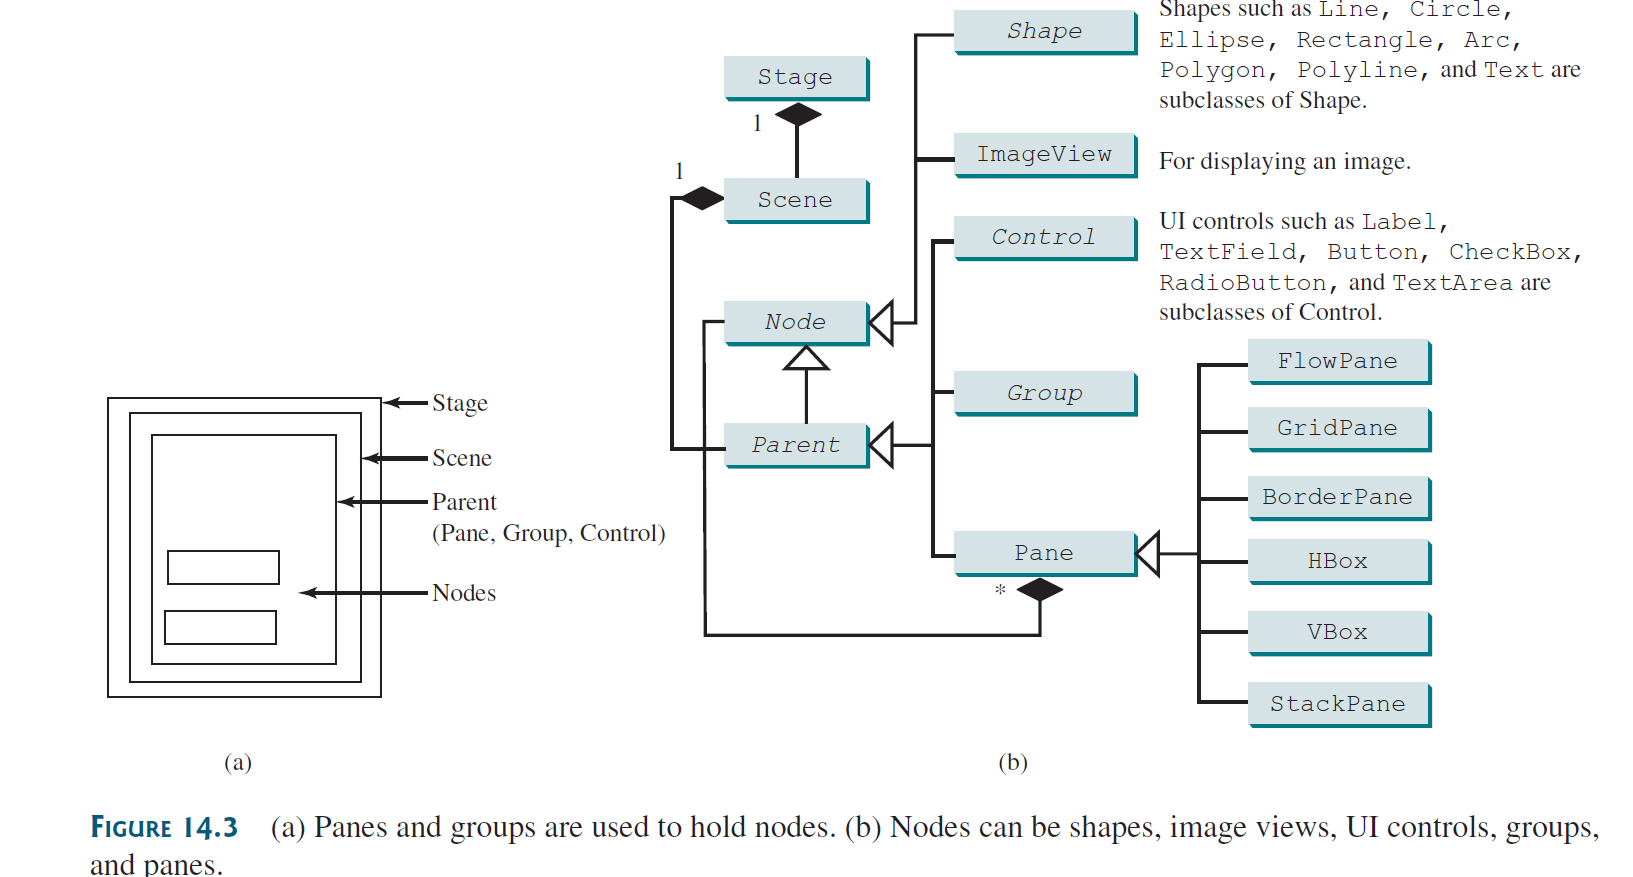 Stage
Scene
Parent
(Pane, Group, Control)
Nodes
(a)
Stage
1
1
Scene
Node
Parent
Shape
Shapes such as Line, Circle,
Ellipse, Rectangle, Arc,
Polygon, Polyline, and Text are
subclasses of Shape.
ImageView
For displaying an image.
Control
UI controls such as Label,
TextField, Button, CheckBox,
RadioButton, and TextArea are
subclasses of Control.
Group
Pane
*
FlowPane
GridPane
BorderPane
HBox
VBox
StackPane
(b)
FIGURE 14.3 (a) Panes and groups are used to hold nodes. (b) Nodes can be shapes, image views, UI controls, groups,
and panes.